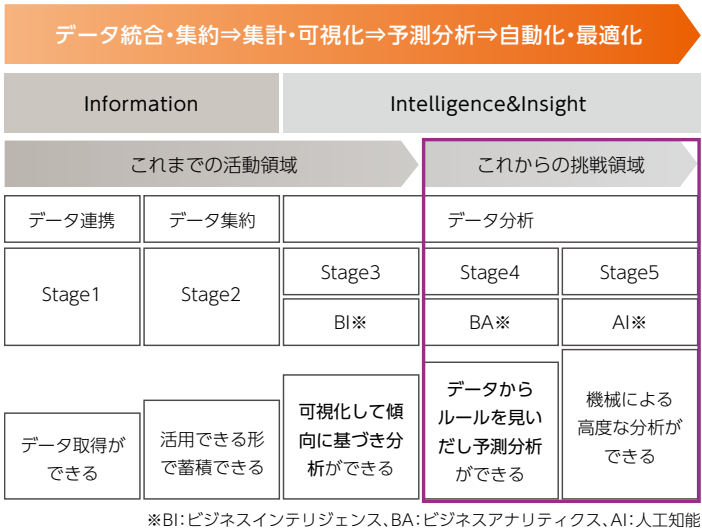 データ統合・集約⇒集計・可視化⇒予測分析⇒自動化・最適化
Information
Intelligence&Insight
これまでの活動領域
これからの挑戦領域
データ連携
データ集約
データ分析
Stage1
Stage2
Stage3
Stage4
Stage5
BI※
BA※
AI※
データ取得が
できる
活用できる形
で蓄積できる
可視化して傾
向に基づき分
析ができる
データから
ルールを見い
だし予測分析
ができる
機械による
高度な分析が
できる
※BI：ビジネスインテリジェンス、BA：ビジネスアナリティクス、AI：人工知能